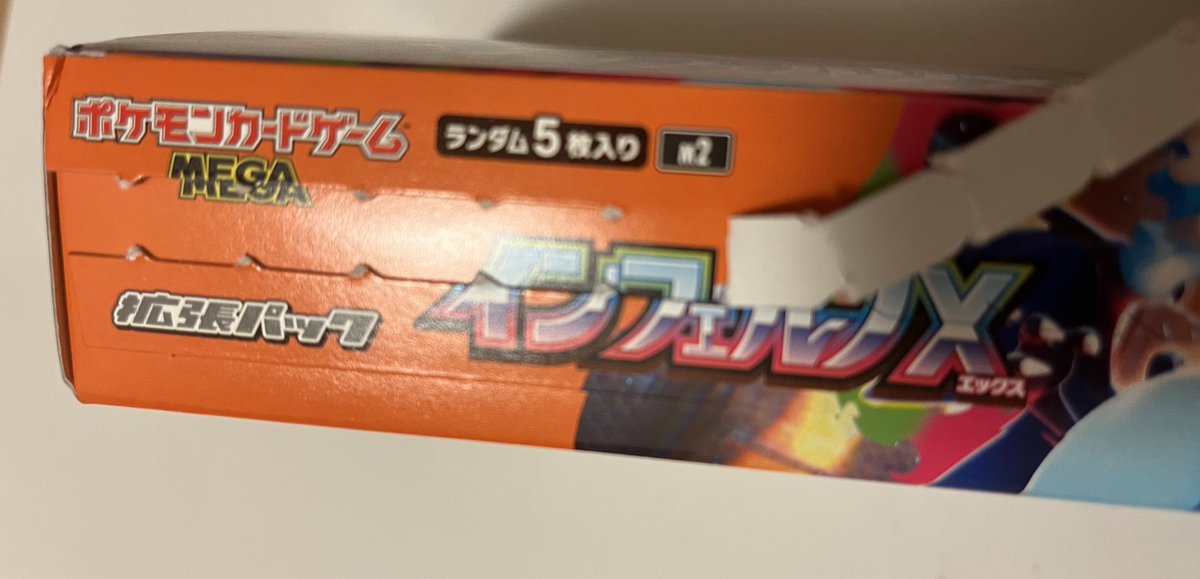 ポケモンカードゲーム
MEGA
ランダム5枚入り
m2
拡張パック
インフェルノX
エックス